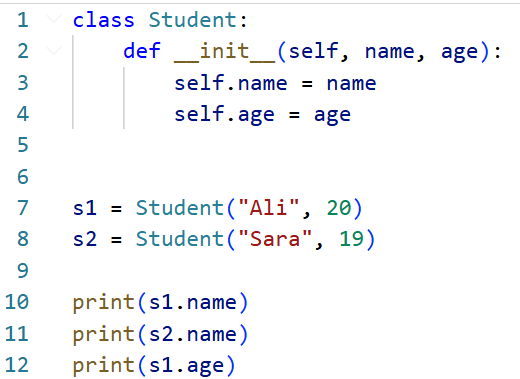 1 class Student:
2     def __init__(self, name, age):
3         self.name = name
4         self.age = age
5
6
7 s1 = Student("Ali", 20)
8 s2 = Student("Sara", 19)
9
10 print(s1.name)
11 print(s2.name)
12 print(s1.age)